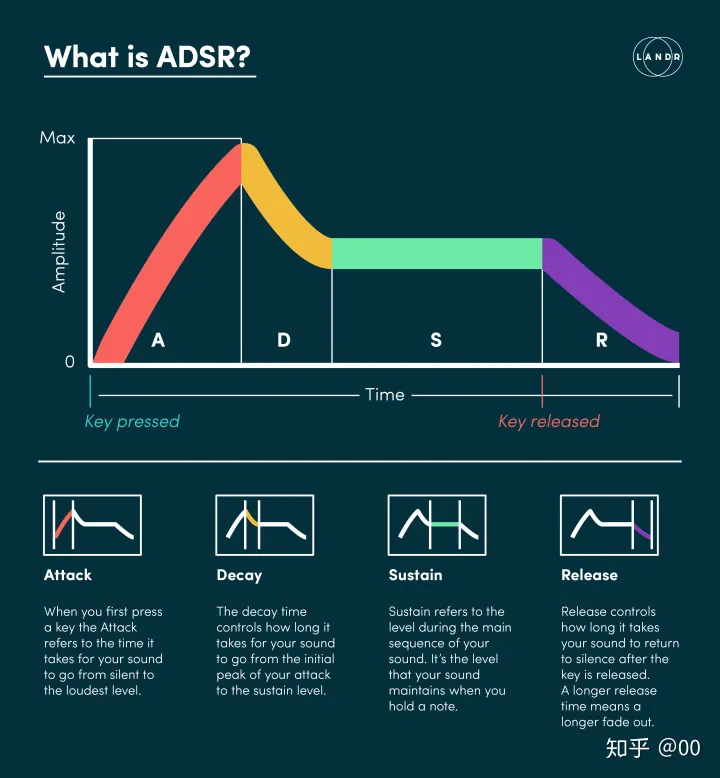 What is ADSR?
LANDR
Max
Amplitude
0
A
D
S
R
Time
Key pressed
Key released
Attack
When you first press
a key the Attack
refers to the time it
takes for your sound
to go from silent to
the loudest level.
Decay
The decay time
controls how long it
takes for your sound
to go from the initial
peak of your attack
to the sustain level.
Sustain
Sustain refers to the
level during the main
sequence of your
sound. It's the level
that your sound
maintains when you
hold a note.
Release
Release controls
how long it takes
your sound to return
to silence after the
key is released.
A longer release
time means a
longer fade out.
知乎 @00